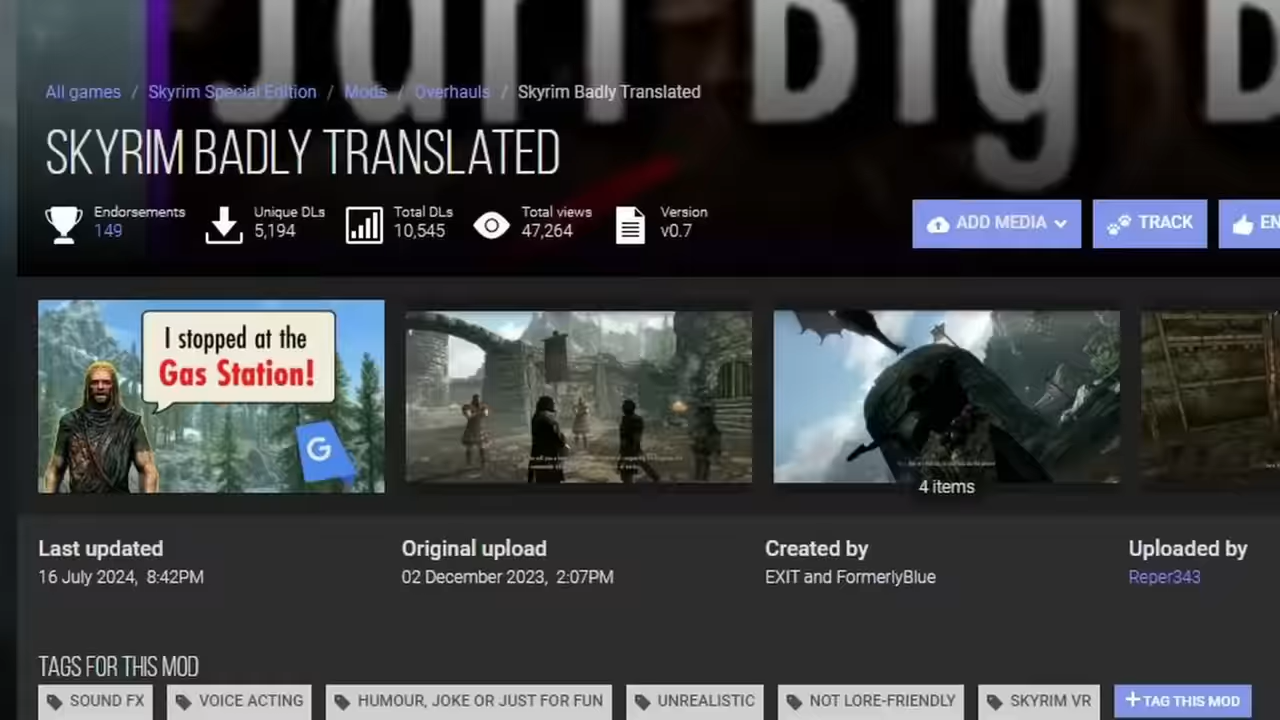 Jarl Big B
All games / Skyrim Special Edition / Mods / Overhauls / Skyrim Badly Translated
SKYRIM BADLY TRANSLATED
Endorsements
149
Unique DLs
5,194
Total DLs
10,545
Total views
47,264
Version
v0.7
ADD MEDIA
TRACK
EN
I stopped at the
Gas Station!
G
4 items
Last updated
16 July 2024, 8:42PM
Original upload
02 December 2023, 2:07PM
Created by
EXIT and FormerlyBlue
Uploaded by
Reper343
TAGS FOR THIS MOD
SOUND FX
VOICE ACTING
HUMOUR, JOKE OR JUST FOR FUN
UNREALISTIC
NOT LORE-FRIENDLY
SKYRIM VR
+TAG THIS MOD